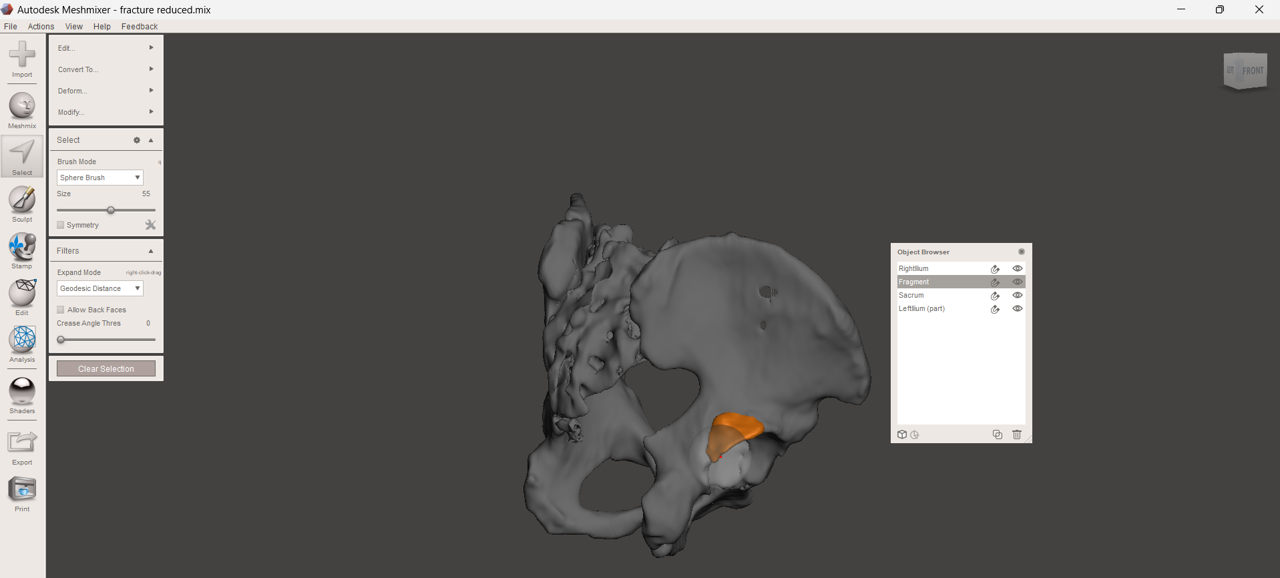 Autodesk Meshmixer - fracture reduced.mix
File Actions View Help Feedback
Import
Meshmix
Select
Sculpt
Stamp
Edit
Analysis
Shaders
Export
Print
Edit...
Convert To...
Deform...
Modify...
Select
Brush Mode
Sphere Brush
Size 55
Symmetry
Filters
Expand Mode right-click-drag
Geodesic Distance
Allow Back Faces
Crease Angle Thres 0
Clear Selection
FRONT
Object Browser
RightIlium
Fragment
Sacrum
LeftIlium (part)